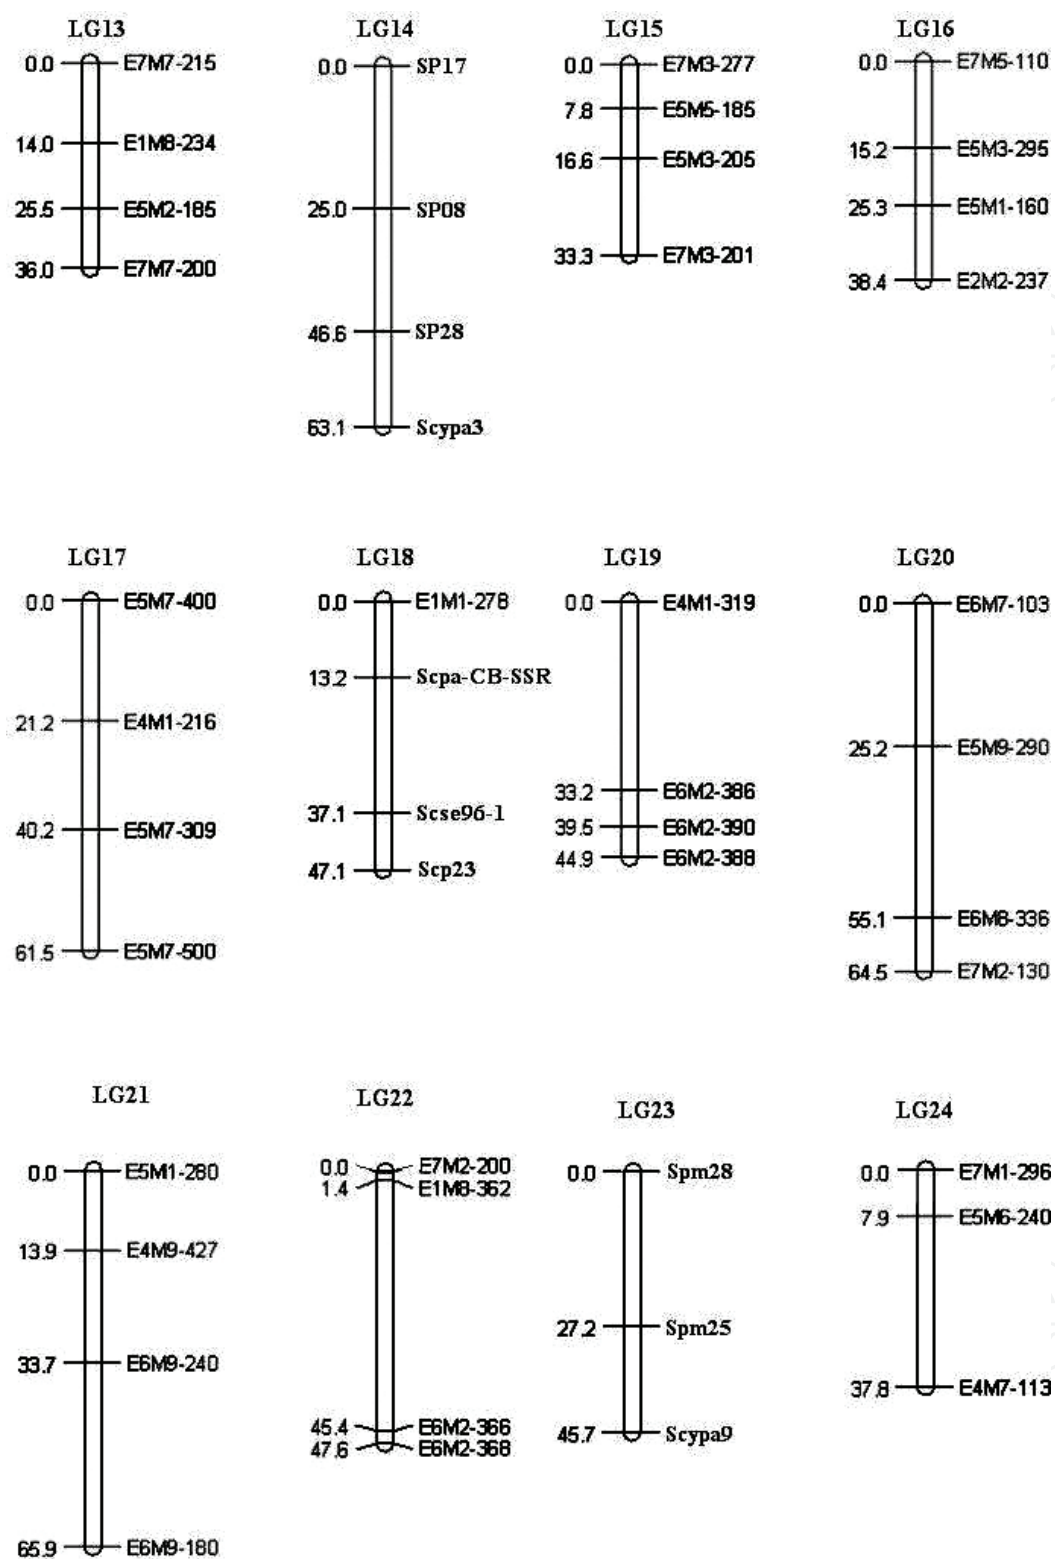 LG13
0.0 E7M7-215
14.0 E1M8-234
25.5 E5M2-185
36.0 E7M7-200
LG14
0.0 SP17
25.0 SP08
46.6 SP28
63.1 Scypa3
LG15
0.0 E7M3-277
7.8 E5M5-185
16.6 E5M3-205
33.3 E7M3-201
LG16
0.0 E7M5-110
15.2 E5M3-295
25.3 E5M1-160
38.4 E2M2-237
LG17
0.0 E5M7-400
21.2 E4M1-216
40.2 E5M7-309
61.5 E5M7-500
LG18
0.0 E1M1-278
13.2 Scpa-CB-SSR
37.1 Scse96-1
47.1 Scp23
LG19
0.0 E4M1-319
33.2 E6M2-386
39.5 E6M2-390
44.9 E6M2-388
LG20
0.0 E6M7-103
25.2 E5M9-290
55.1 E6M8-336
64.5 E7M2-130
LG21
0.0 E5M1-280
13.9 E4M9-427
33.7 E6M9-240
65.9 E6M9-180
LG22
0.0 E7M2-200
1.4 E1M8-362
45.4 E6M2-366
47.6 E6M2-368
LG23
0.0 Spm28
27.2 Spm25
45.7 Scypa9
LG24
0.0 E7M1-296
7.9 E5M6-240
37.8 E4M7-113